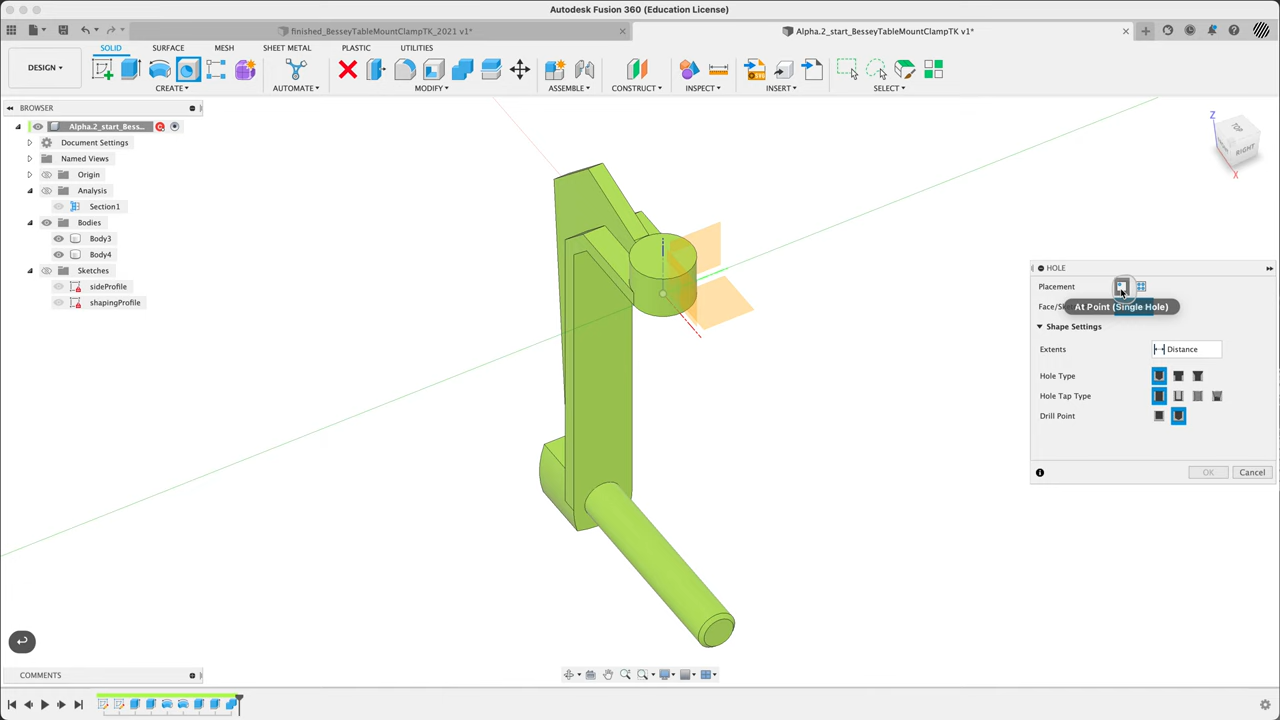 Autodesk Fusion 360 (Education License)
finished_BesseyTableMountClampTK_2021 v1*
Alpha.2_start_BesseyTableMountClampTK v1*
SOLID
SURFACE
MESH
SHEET METAL
PLASTIC
UTILITIES
DESIGN
CREATE
AUTOMATE
MODIFY
ASSEMBLE
CONSTRUCT
INSPECT
INSERT
SELECT
BROWSER
Alpha.2_start_Bess...
Document Settings
Named Views
Origin
Analysis
Section1
Bodies
Body3
Body4
Sketches
sideProfile
shapingProfile
Z
RIGHT
X
HOLE
Placement
At Point (Single Hole)
Shape Settings
Extents
Distance
Hole Type
Hole Tap Type
Drill Point
OK
Cancel
COMMENTS